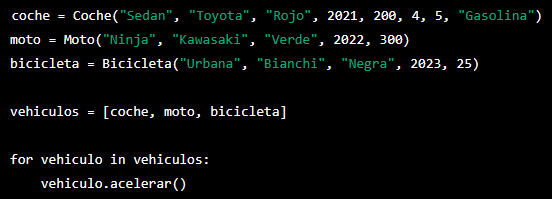 coche = Coche("Sedan", "Toyota", "Rojo", 2021, 200, 4, 5, "Gasolina")
moto = Moto("Ninja", "Kawasaki", "Verde", 2022, 300)
bicicleta = Bicicleta("Urbana", "Bianchi", "Negra", 2023, 25)
vehiculos = [coche, moto, bicicleta]
for vehiculo in vehiculos:
    vehiculo.acelerar()